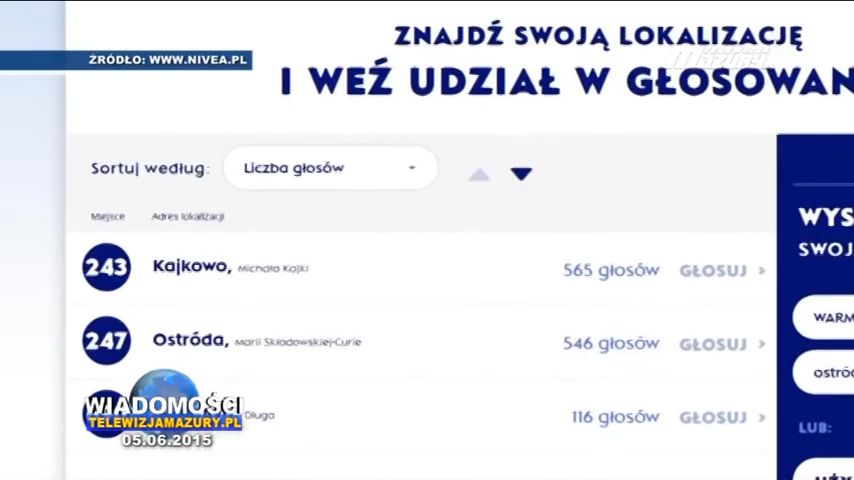 ZNAJDŹ SWOJĄ LOKALIZACJĘ
ŹRÓDŁO: WWW.NIVEA.PL
I WEŹ UDZIAŁ W GŁOSOWAN
Sortuj według:
Liczba głosów
Miejsce
Adres lokalizacji
WYS
SWOJ
243
Kajkowo, Michała Kajki
565 głosów
GŁOSUJ
WARM
247
Ostróda, Marii Skłodowskiej-Curie
546 głosów
GŁOSUJ
ostród
Długa
116 głosów
GŁOSUJ
LUB:
WIADOMOŚCI
TELEWIZJAMAZURY.PL
05.06.2015